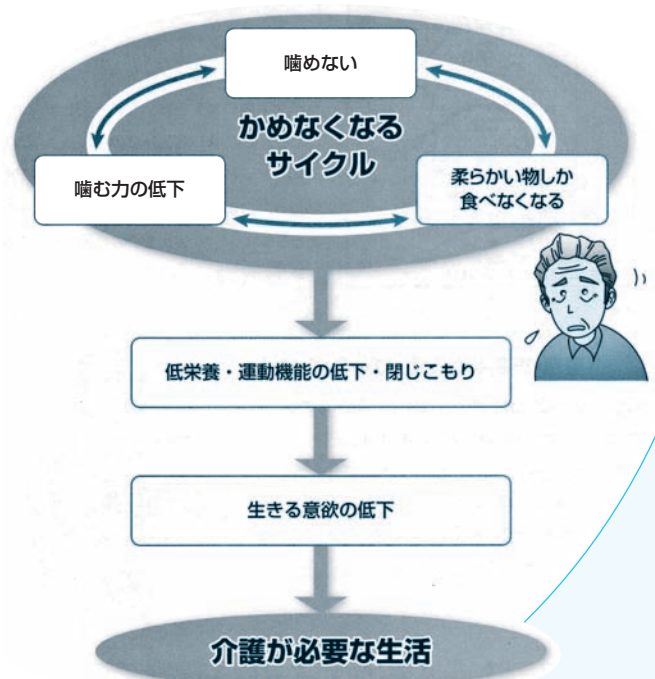 噛めない
かめなくなる
サイクル
噛む力の低下
柔らかい物しか
食べなくなる
低栄養・運動機能の低下・閉じこもり
生きる意欲の低下
介護が必要な生活